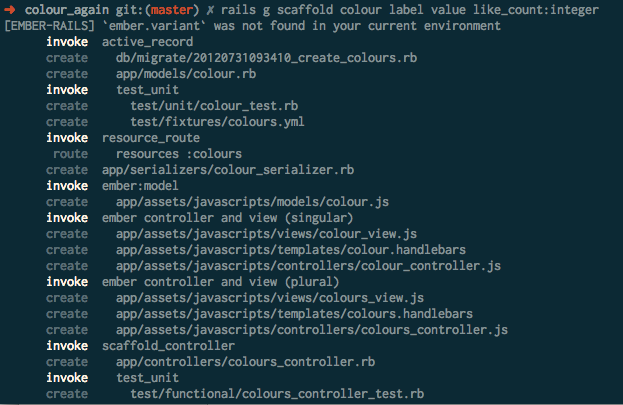 ➜ colour_again git:(master) ✗ rails g scaffold colour label value like_count:integer
[EMBER-RAILS] `ember.variant` was not found in your current environment
invoke active_record
create db/migrate/20120731093410_create_colours.rb
create app/models/colour.rb
invoke test_unit
create test/unit/colour_test.rb
create test/fixtures/colours.yml
invoke resource_route
route resources :colours
create app/serializers/colour_serializer.rb
invoke ember:model
create app/assets/javascripts/models/colour.js
invoke ember controller and view (singular)
create app/assets/javascripts/views/colour_view.js
create app/assets/javascripts/templates/colour.handlebars
create app/assets/javascripts/controllers/colour_controller.js
invoke ember controller and view (plural)
create app/assets/javascripts/views/colours_view.js
create app/assets/javascripts/templates/colours.handlebars
create app/assets/javascripts/controllers/colours_controller.js
invoke scaffold_controller
create app/controllers/colours_controller.rb
invoke test_unit
create test/functional/colours_controller_test.rb